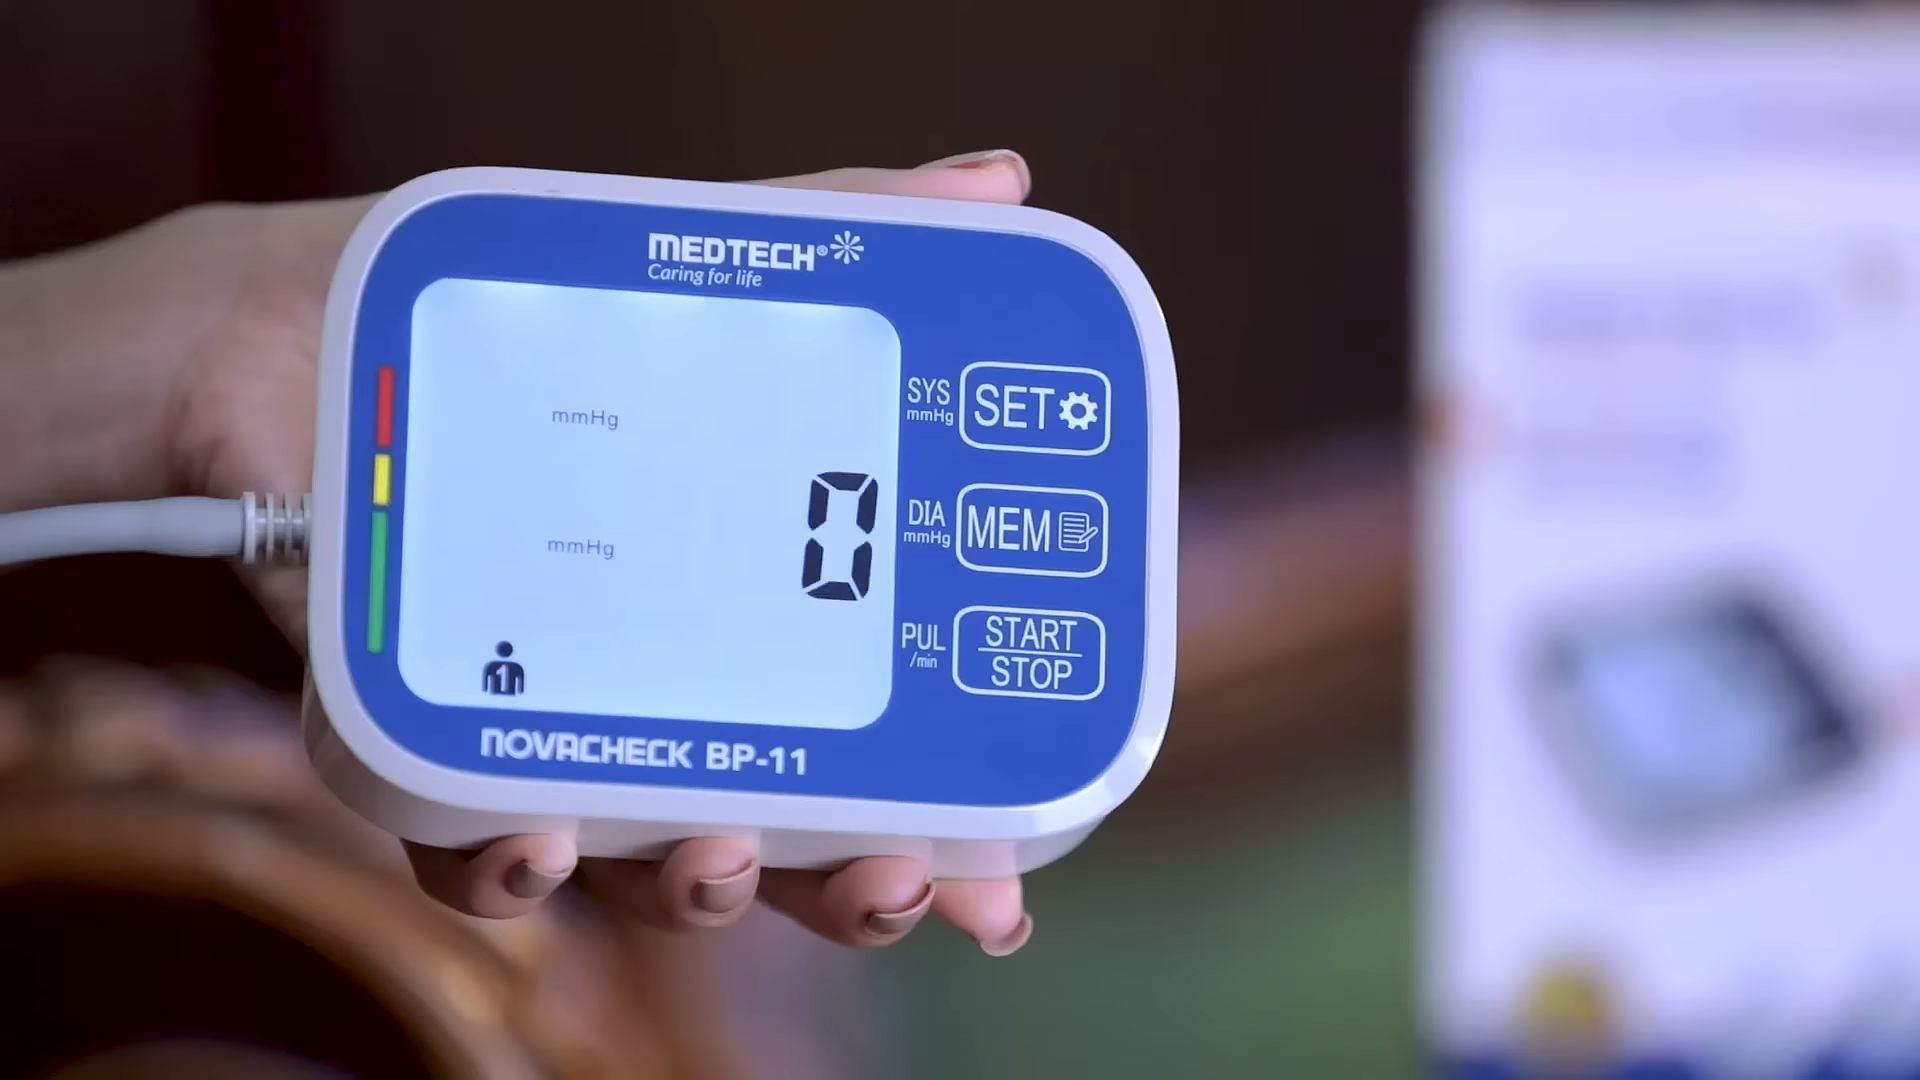 MEDTECH®
Caring for life
mmHg
SYS
mmHg
SET
0
mmHg
DIA
mmHg
MEM
1
PUL
/min
START
STOP
NOVACHECK BP-11